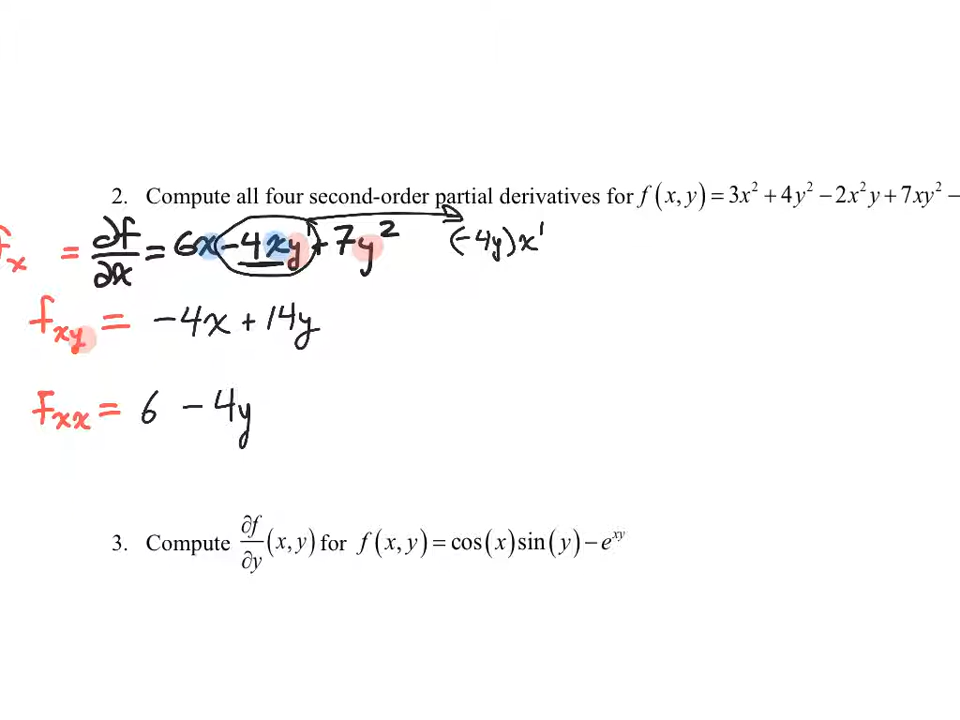 2. Compute all four second-order partial derivatives for f(x, y) = 3x² + 4y² − 2x²y + 7xy² −
fx = ∂f/∂x = 6x − 4xy + 7y² (−4y)x¹
fxy = −4x + 14y
Fxx = 6 − 4y
3. Compute ∂f/∂y (x, y) for f(x, y) = cos(x)sin(y) − e^xy